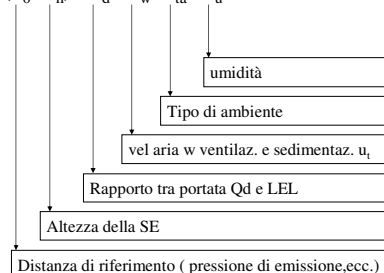 umidità
Tipo di ambiente
vel aria w ventilaz. e sedimentaz. uₜ
Rapporto tra portata Qd e LEL
Altezza della SE
Distanza di riferimento ( pressione di emissione,ecc.)